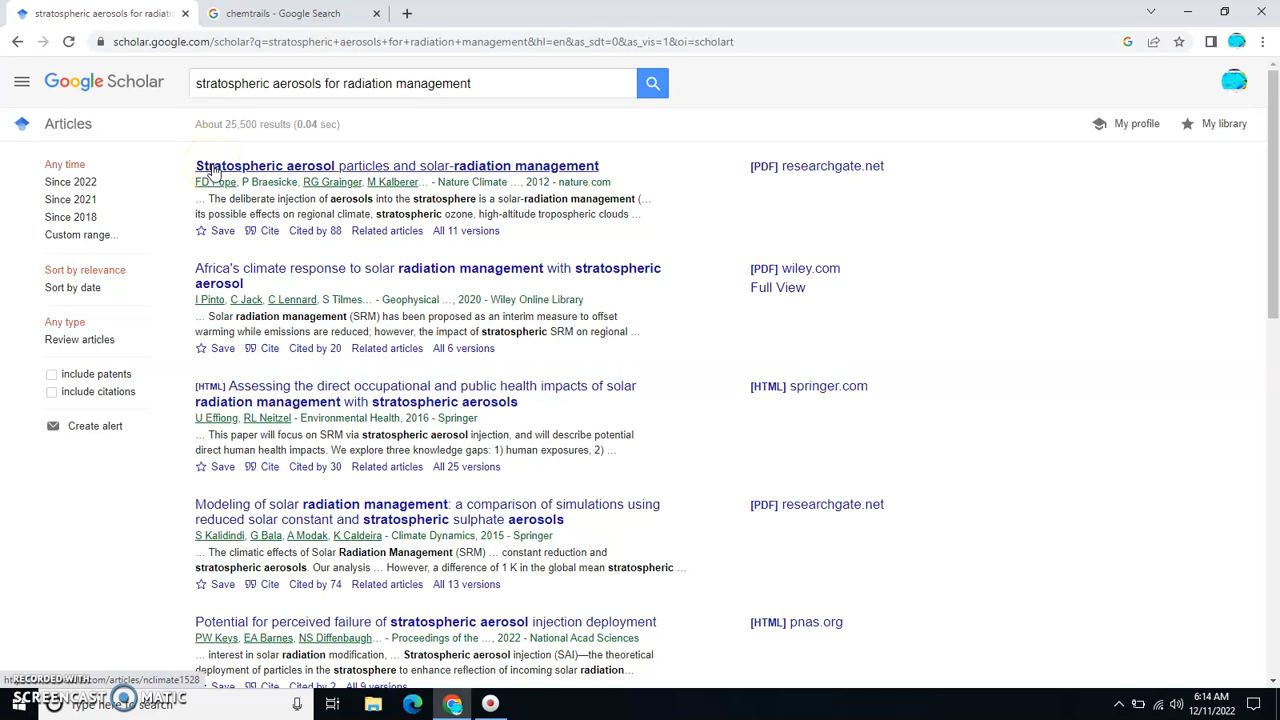 stratospheric aerosols for radiati
chemtrails - Google Search
scholar.google.com/scholar?q=stratospheric+aerosols+for+radiation+management&hl=en&as_sdt=0&as_vis=1&oi=scholart
Google Scholar
stratospheric aerosols for radiation management
Articles
About 25,500 results (0.04 sec)
My profile
My library
Any time
Since 2022
Since 2021
Since 2018
Custom range...
Sort by relevance
Sort by date
Any type
Review articles
include patents
include citations
Create alert
Stratospheric aerosol particles and solar-radiation management
[PDF] researchgate.net
FD Pope, P Braesicke, RG Grainger, M Kalberer… - Nature Climate …, 2012 - nature.com
… The deliberate injection of aerosols into the stratosphere is a solar-radiation management (…
its possible effects on regional climate, stratospheric ozone, high-altitude tropospheric clouds …
Save Cite Cited by 88 Related articles All 11 versions
Africa's climate response to solar radiation management with stratospheric
aerosol
[PDF] wiley.com
Full View
I Pinto, C Jack, C Lennard, S Tilmes… - Geophysical …, 2020 - Wiley Online Library
… Solar radiation management (SRM) has been proposed as an interim measure to offset
warming while emissions are reduced; however, the impact of stratospheric SRM on regional …
Save Cite Cited by 20 Related articles All 6 versions
[HTML] Assessing the direct occupational and public health impacts of solar
radiation management with stratospheric aerosols
[HTML] springer.com
U Effiong, RL Neitzel - Environmental Health, 2016 - Springer
… This paper will focus on SRM via stratospheric aerosol injection, and will describe potential
direct human health impacts. We explore three knowledge gaps: 1) human exposures, 2) …
Save Cite Cited by 30 Related articles All 25 versions
Modeling of solar radiation management: a comparison of simulations using
reduced solar constant and stratospheric sulphate aerosols
[PDF] researchgate.net
S Kalidindi, G Bala, A Modak, K Caldeira - Climate Dynamics, 2015 - Springer
… The climatic effects of Solar Radiation Management (SRM) … constant reduction and
stratospheric aerosols. Our analysis … However, a difference of 1 K in the global mean stratospheric …
Save Cite Cited by 74 Related articles All 13 versions
Potential for perceived failure of stratospheric aerosol injection deployment
[HTML] pnas.org
PW Keys, EA Barnes, NS Diffenbaugh… - Proceedings of the …, 2022 - National Acad Sciences
… interest in solar radiation modification, … Stratospheric aerosol injection (SAI)—the theoretical
deployment of particles in the stratosphere to enhance reflection of incoming solar radiation…
Save Cite Cited by 2 All 9 versions
.com/articles/nclimate1528
RECORDED WITH
SCREENCAST MATIC
Type here to search
6:14 AM
12/11/2022